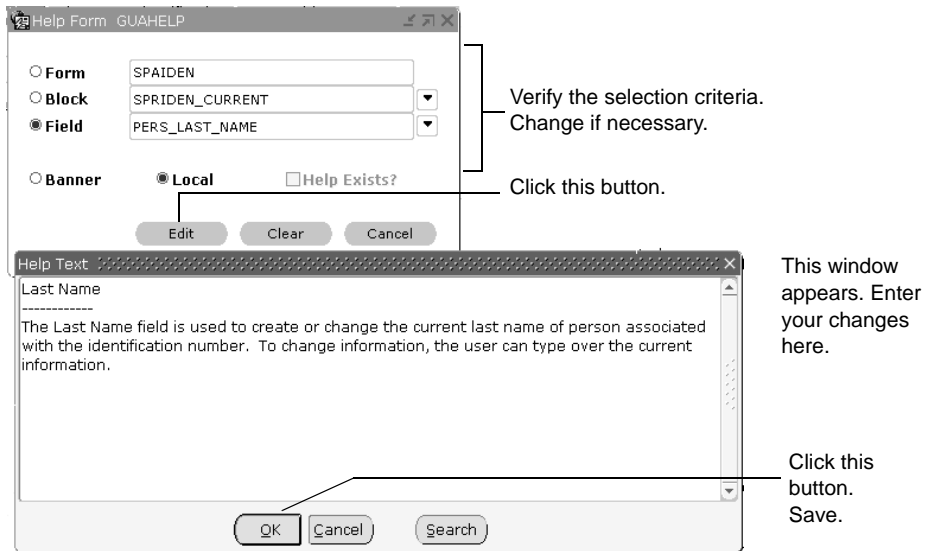 Help Form GUAHELP
Form SPAIDEN
Block SPRIDEN_CURRENT
Field PERS_LAST_NAME
Banner Local Help Exists?
Edit Clear Cancel
Verify the selection criteria.
Change if necessary.
Click this button.
Help Text
Last Name
------------
The Last Name field is used to create or change the current last name of person associated
with the identification number. To change information, the user can type over the current
information.
OK Cancel Search
This window
appears. Enter
your changes
here.
Click this
button.
Save.